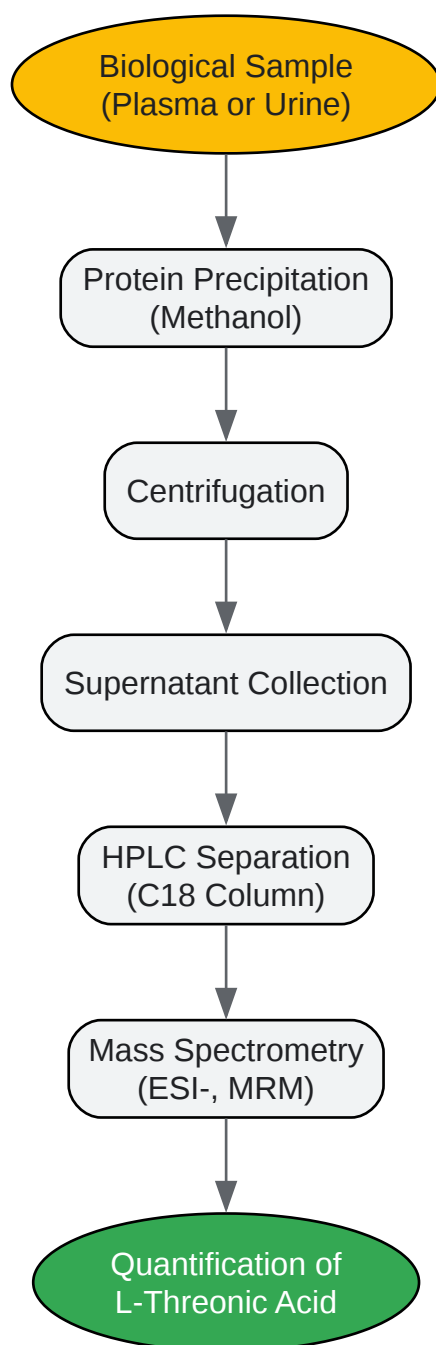 Biological Sample
(Plasma or Urine)
Protein Precipitation
(Methanol)
Centrifugation
Supernatant Collection
HPLC Separation
(C18 Column)
Mass Spectrometry
(ESI-, MRM)
Quantification of
L-Threonic Acid